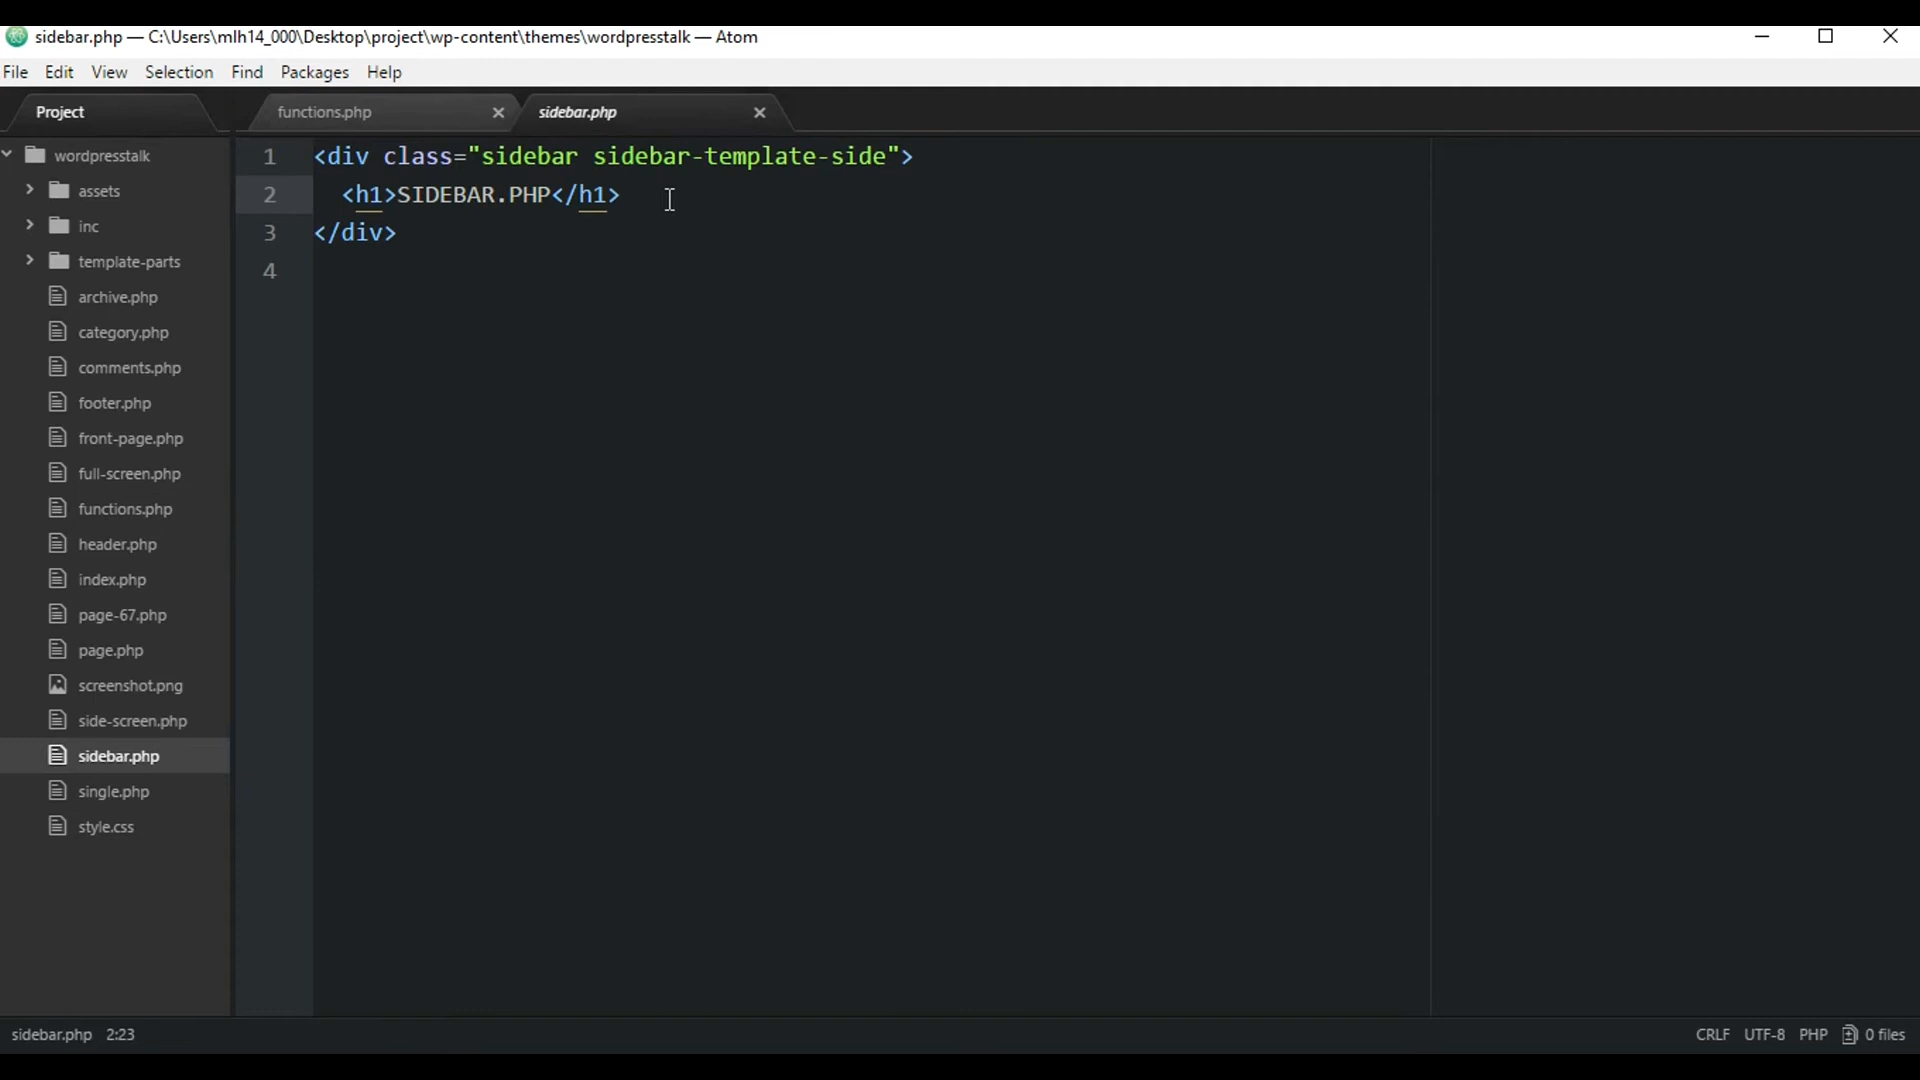 sidebar.php — C:\Users\mlh14_000\Desktop\project\wp-content\themes\wordpresstalk — Atom
File Edit View Selection Find Packages Help
Project functions.php sidebar.php
wordpresstalk
assets
inc
template-parts
archive.php
category.php
comments.php
footer.php
front-page.php
full-screen.php
functions.php
header.php
index.php
page-67.php
page.php
screenshot.png
side-screen.php
sidebar.php
single.php
style.css
1 <div class="sidebar sidebar-template-side">
2 <h1>SIDEBAR.PHP</h1>
3 </div>
4
sidebar.php 2:23 CRLF UTF-8 PHP 0 files